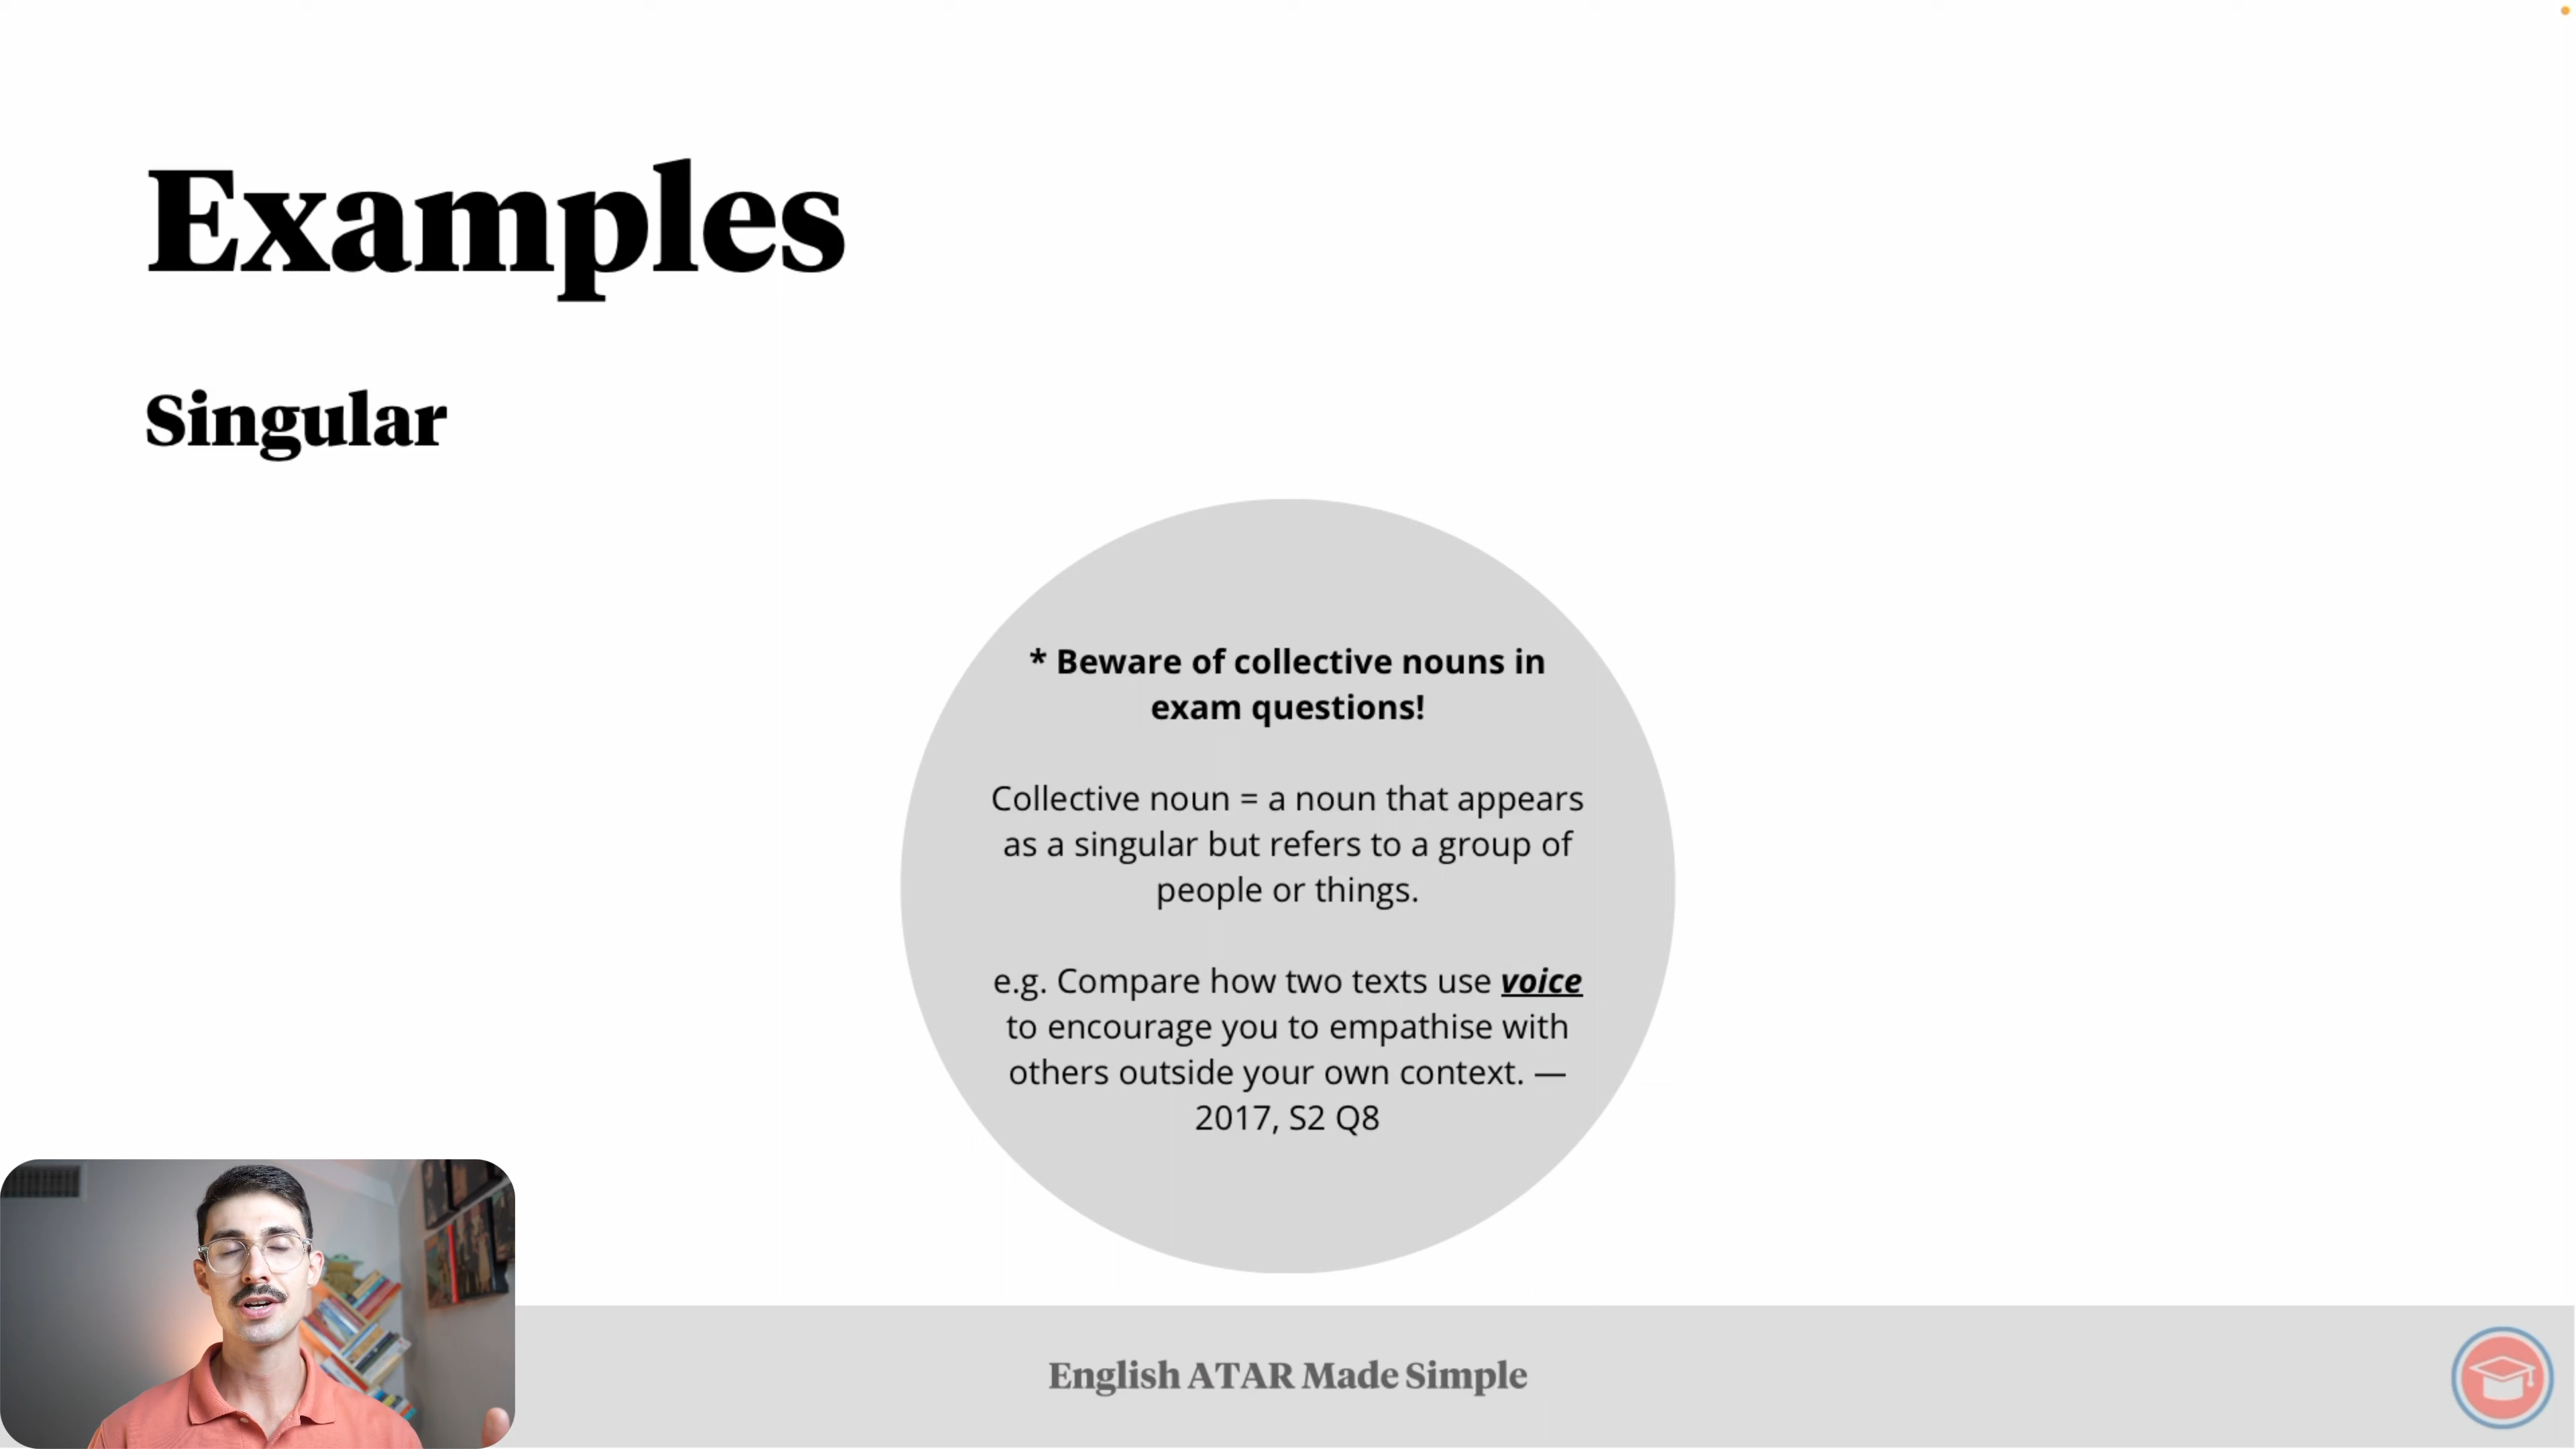 Examples
Singular
* Beware of collective nouns in
exam questions!
Collective noun = a noun that appears
as a singular but refers to a group of
people or things.
e.g. Compare how two texts use voice
to encourage you to empathise with
others outside your own context. —
2017, S2 Q8
English ATAR Made Simple